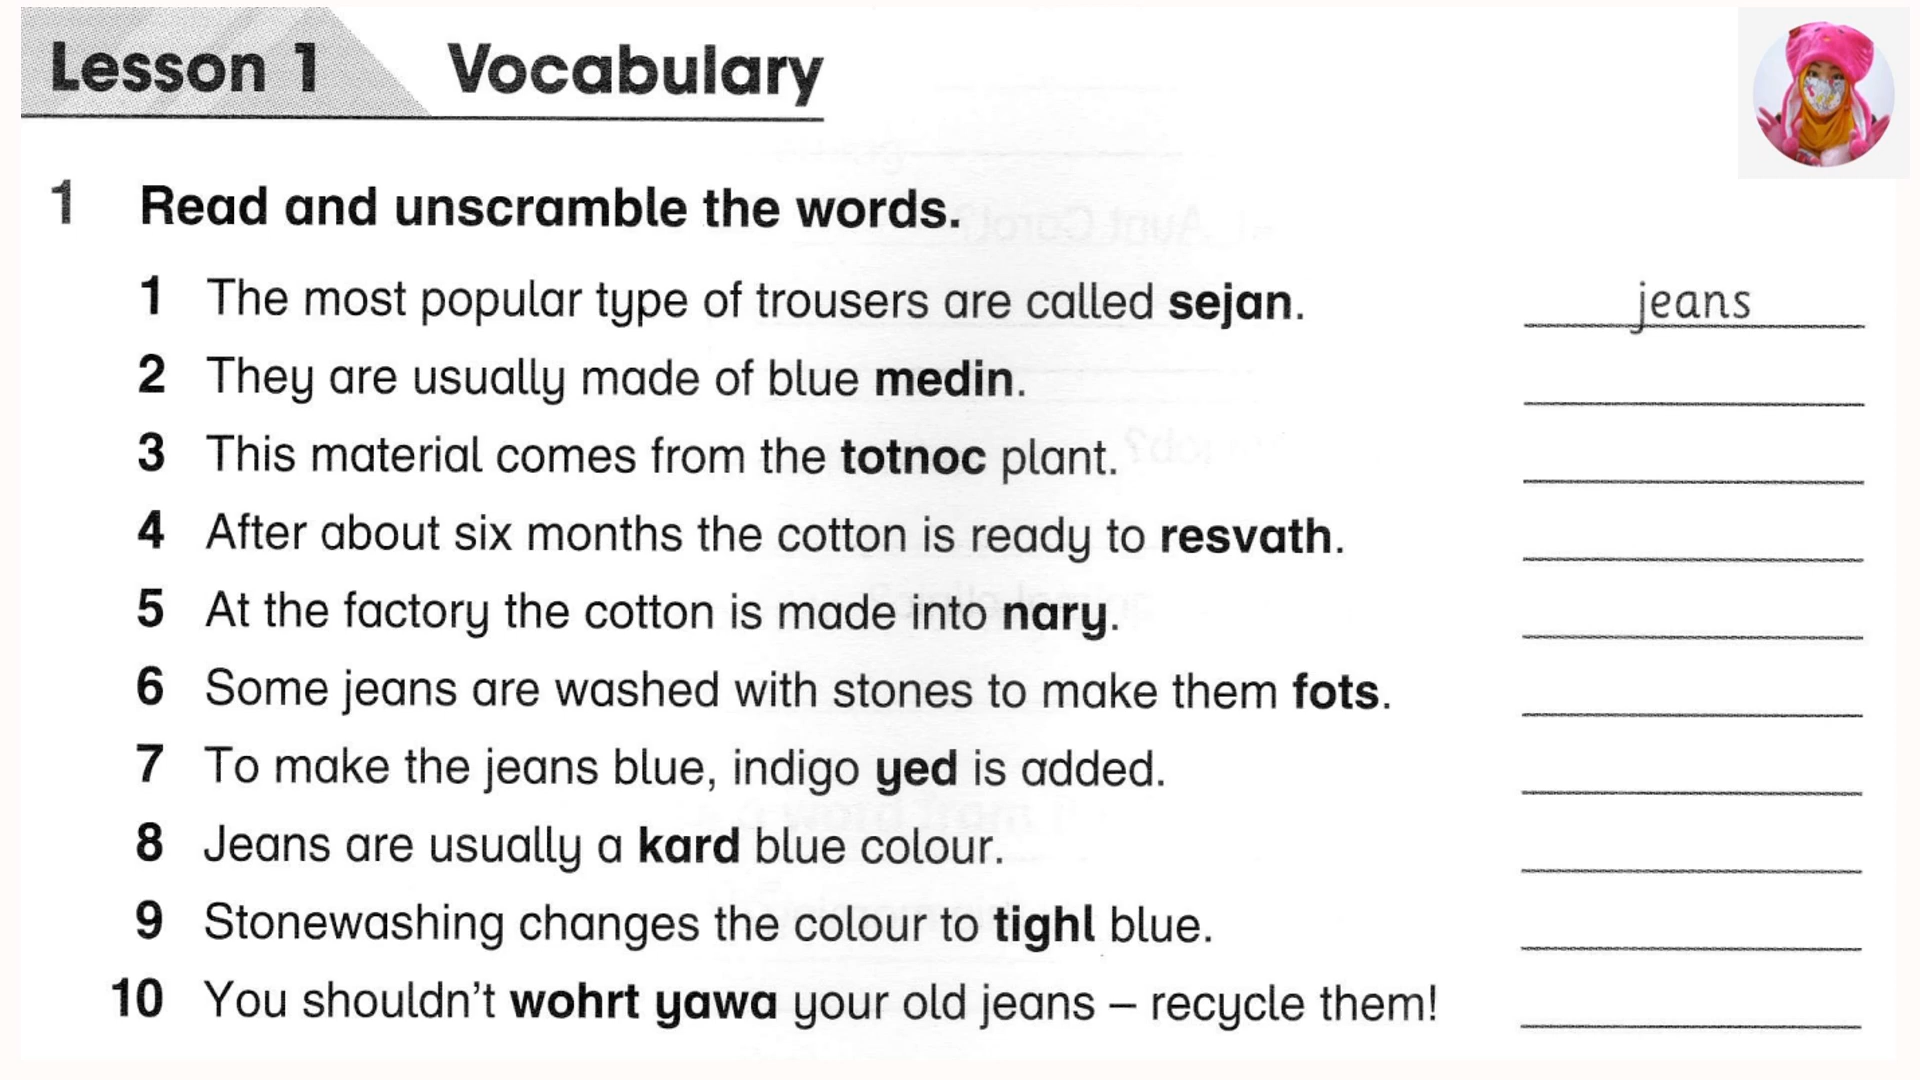 Lesson 1 Vocabulary
1 Read and unscramble the words.
1 The most popular type of trousers are called sejan. jeans
2 They are usually made of blue medin.
3 This material comes from the totnoc plant.
4 After about six months the cotton is ready to resvath.
5 At the factory the cotton is made into nary.
6 Some jeans are washed with stones to make them fots.
7 To make the jeans blue, indigo yed is added.
8 Jeans are usually a kard blue colour.
9 Stonewashing changes the colour to tighl blue.
10 You shouldn't wohrt yawa your old jeans – recycle them!